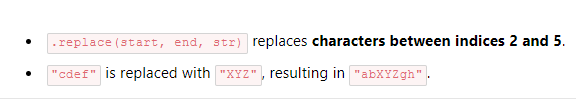 • .replace(start, end, str) replaces characters between indices 2 and 5.
• "cdef" is replaced with "XYZ", resulting in "abXYZgh".